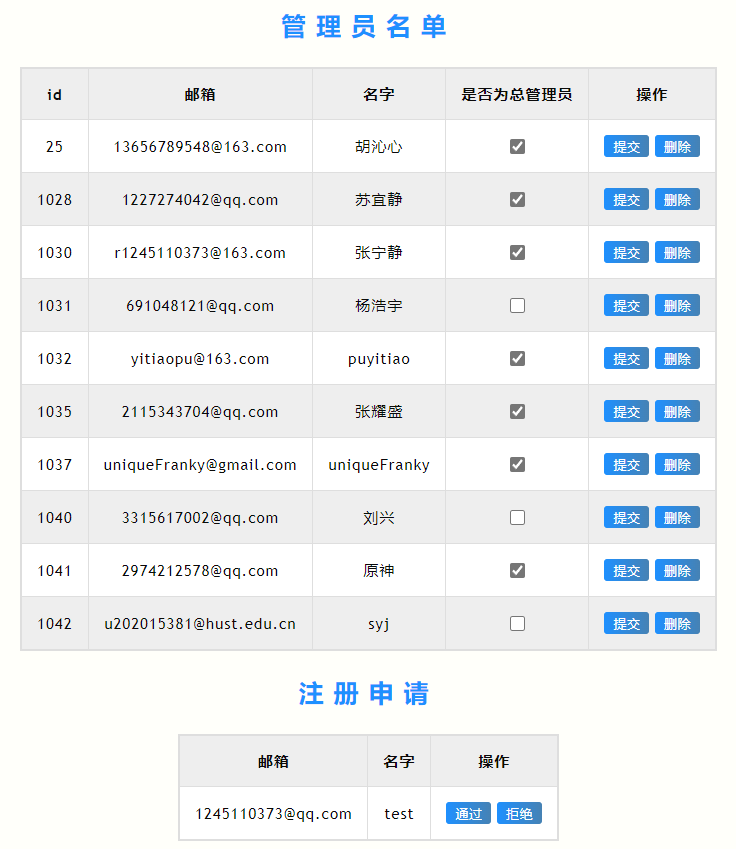 管理员名单
id 邮箱 名字 是否为总管理员 操作
25 13656789548@163.com 胡沁心 提交 删除
1028 1227274042@qq.com 苏宜静 提交 删除
1030 r1245110373@163.com 张宁静 提交 删除
1031 691048121@qq.com 杨浩宇 提交 删除
1032 yitiaopu@163.com puyitiao 提交 删除
1035 2115343704@qq.com 张耀盛 提交 删除
1037 uniqueFranky@gmail.com uniqueFranky 提交 删除
1040 3315617002@qq.com 刘兴 提交 删除
1041 2974212578@qq.com 原神 提交 删除
1042 u202015381@hust.edu.cn syj 提交 删除
注册申请
邮箱 名字 操作
1245110373@qq.com test 通过 拒绝